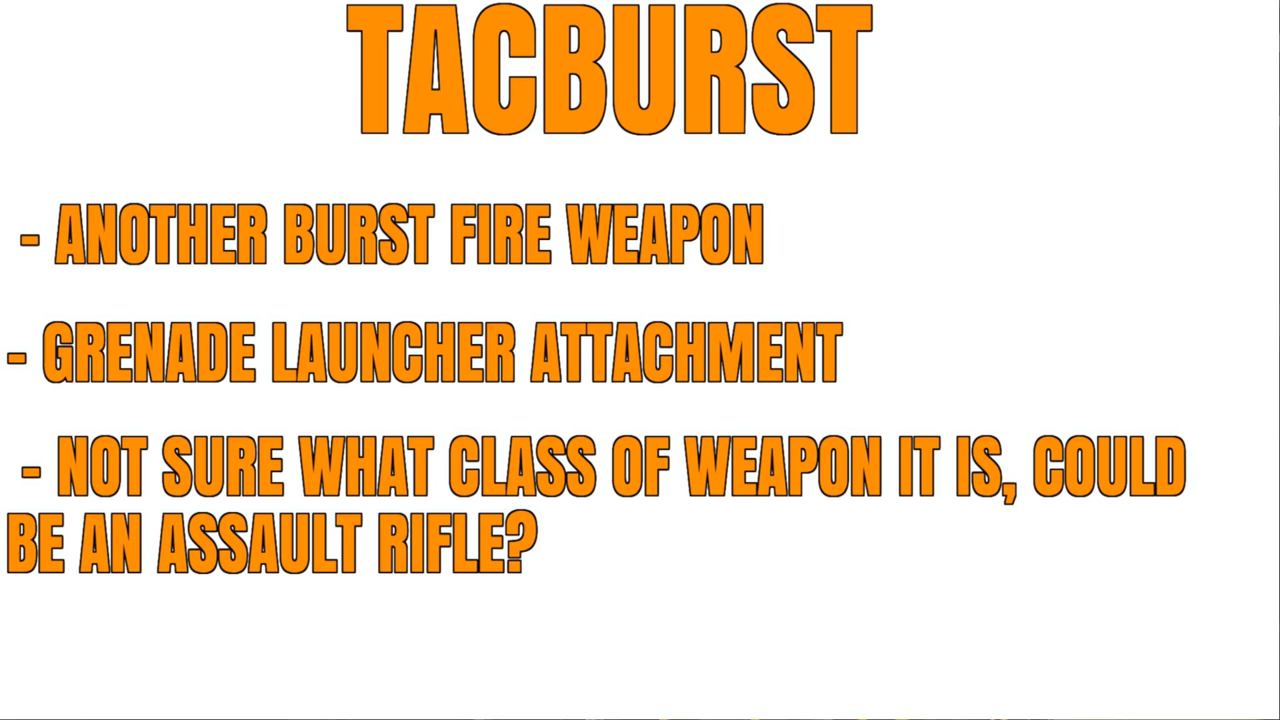 TACBURST
- ANOTHER BURST FIRE WEAPON
- GRENADE LAUNCHER ATTACHMENT
- NOT SURE WHAT CLASS OF WEAPON IT IS, COULD
BE AN ASSAULT RIFLE?